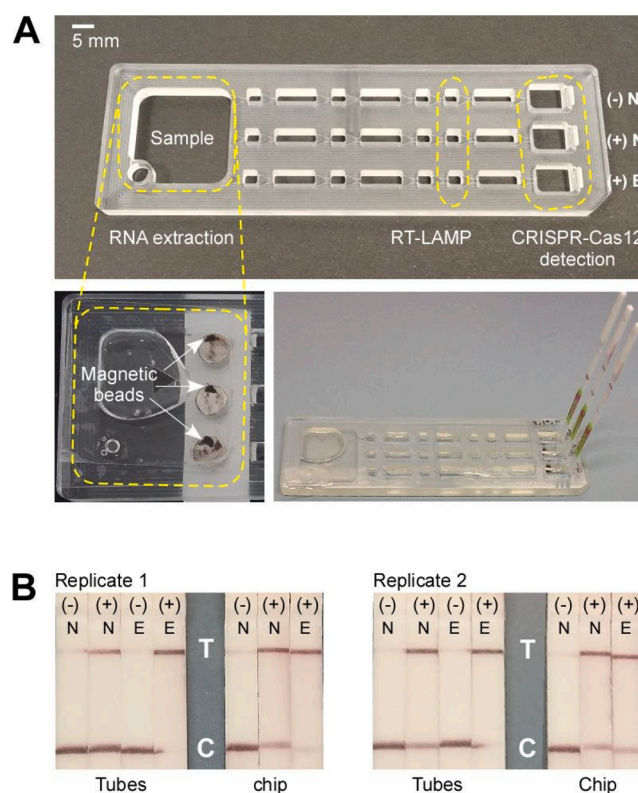 A
5 mm
Sample
(-) N
(+) N
(+) E
RNA extraction
RT-LAMP
CRISPR-Cas12
detection
Magnetic
beads
B
Replicate 1
Replicate 2
(-) (+) (-) (+)
N N E E
(-) (+) (+)
N N E
T
C
Tubes
chip
(-) (+) (-) (+)
N N E E
(-) (+) (+)
N N E
T
C
Tubes
Chip